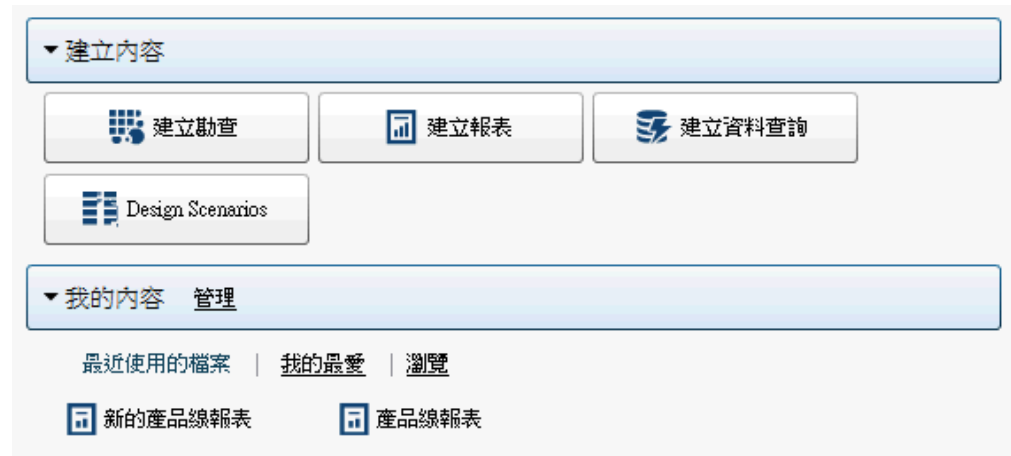 建立內容
建立勘查 建立報表 建立資料查詢
Design Scenarios
我的內容 管理
最近使用的檔案 | 我的最愛 | 瀏覽
新的產品線報表 產品線報表